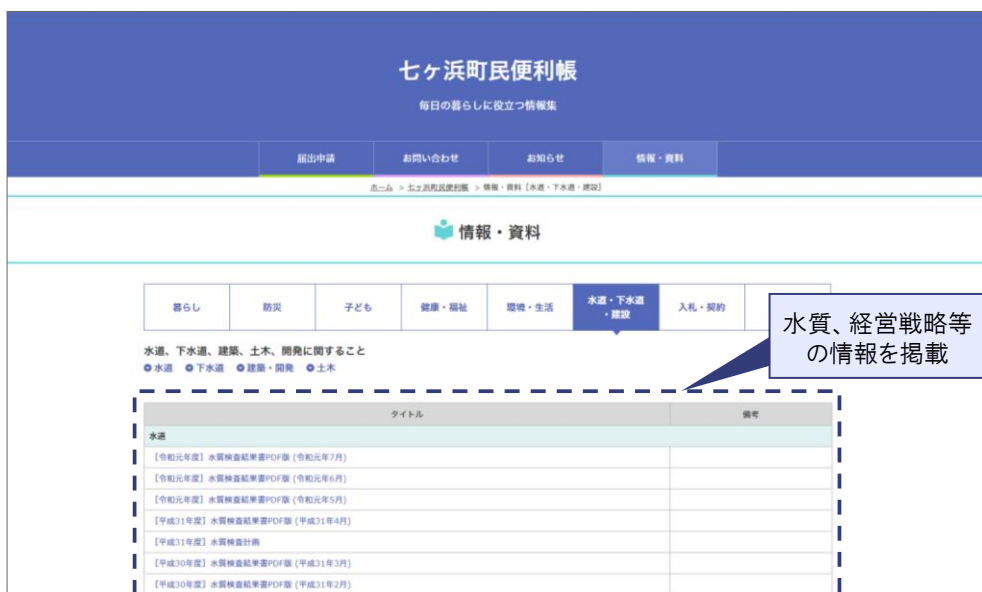 七ヶ浜町民便利帳
毎日の暮らしに役立つ情報集
届出申請 お問い合わせ お知らせ 情報・資料
ホーム > 七ヶ浜町民便利帳 > 情報・資料 [水道・下水道・建設]
情報・資料
暮らし 防災 子ども 健康・福祉 環境・生活 水道・下水道 入札・契約
・建設
水質、経営戦略等
の情報を掲載
水道、下水道、建築、土木、開発に関すること
水道 下水道 建築・開発 土木
タイトル 備考
水道
【令和元年度】水質検査結果書PDF版 (令和元年7月)
【令和元年度】水質検査結果書PDF版 (令和元年6月)
【令和元年度】水質検査結果書PDF版 (令和元年5月)
【平成31年度】水質検査結果書PDF版 (平成31年4月)
【平成31年度】水質検査計画
【平成30年度】水質検査結果書PDF版 (平成31年3月)
【平成30年度】水質検査結果書PDF版 (平成31年2月)